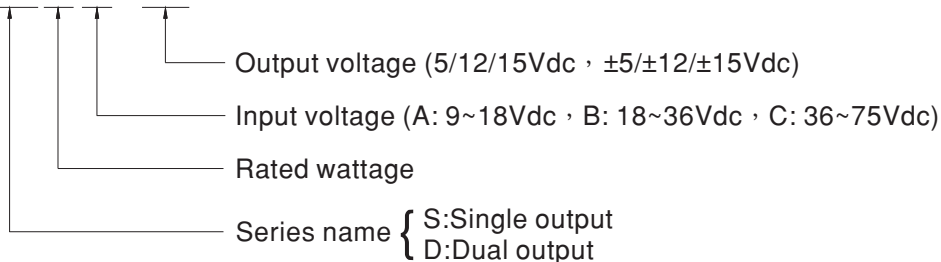 Output voltage (5/12/15Vdc，±5/±12/±15Vdc)
Input voltage (A: 9~18Vdc，B: 18~36Vdc，C: 36~75Vdc)
Rated wattage
Series name { S:Single output
D:Dual output